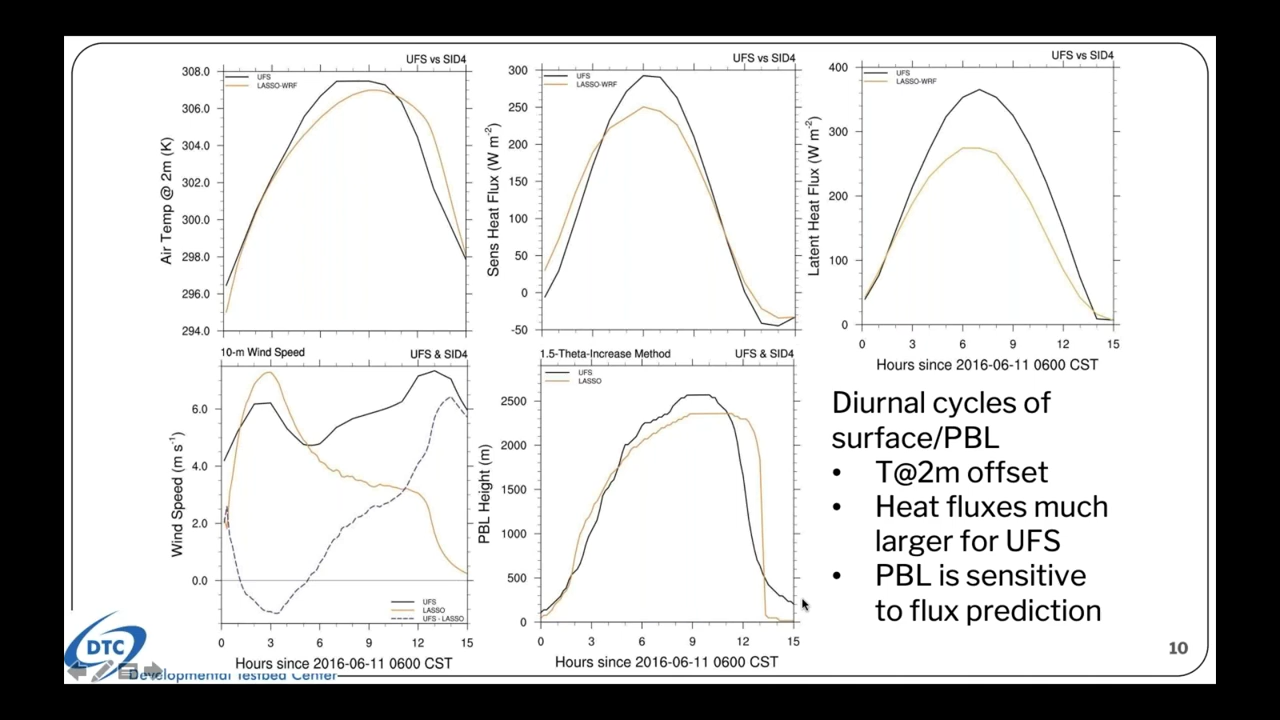 UFS vs SID4
308.0
306.0
304.0
302.0
300.0
298.0
296.0
294.0
Air Temp @ 2m (K)
UFS
LASSO-WRF
UFS vs SID4
300
250
200
150
100
50
0
-50
Sens Heat Flux (W m-2)
UFS
LASSO-WRF
UFS vs SID4
400
300
200
100
0
Latent Heat Flux (W m-2)
UFS
LASSO-WRF
0 3 6 9 12 15
Hours since 2016-06-11 0600 CST
10-m Wind Speed UFS & SID4
6.0
4.0
2.0
0.0
Wind Speed (m s-1)
UFS
LASSO
UFS - LASSO
0 3 6 9 12 15
Hours since 2016-06-11 0600 CST
1.5-Theta-Increase Method UFS & SID4
2500
2000
1500
1000
500
0
PBL Height (m)
UFS
LASSO
0 3 6 9 12 15
Hours since 2016-06-11 0600 CST
Diurnal cycles of
surface/PBL
• T@2m offset
• Heat fluxes much
larger for UFS
• PBL is sensitive
to flux prediction
DTC
Developmental Testbed Center
10